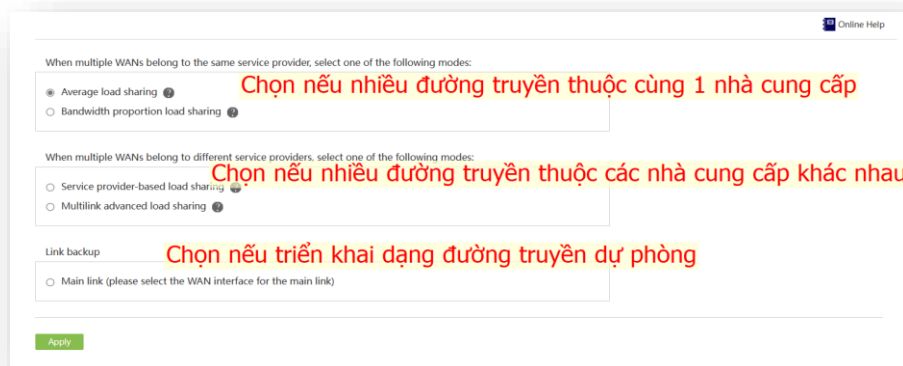 Online Help
When multiple WANs belong to the same service provider, select one of the following modes:
Chọn nếu nhiều đường truyền thuộc cùng 1 nhà cung cấp
Average load sharing
Bandwidth proportion load sharing
When multiple WANs belong to different service providers, select one of the following modes:
Chọn nếu nhiều đường truyền thuộc các nhà cung cấp khác nhau
Service provider-based load sharing
Multilink advanced load sharing
Link backup
Chọn nếu triển khai dạng đường truyền dự phòng
Main link (please select the WAN interface for the main link)
Apply